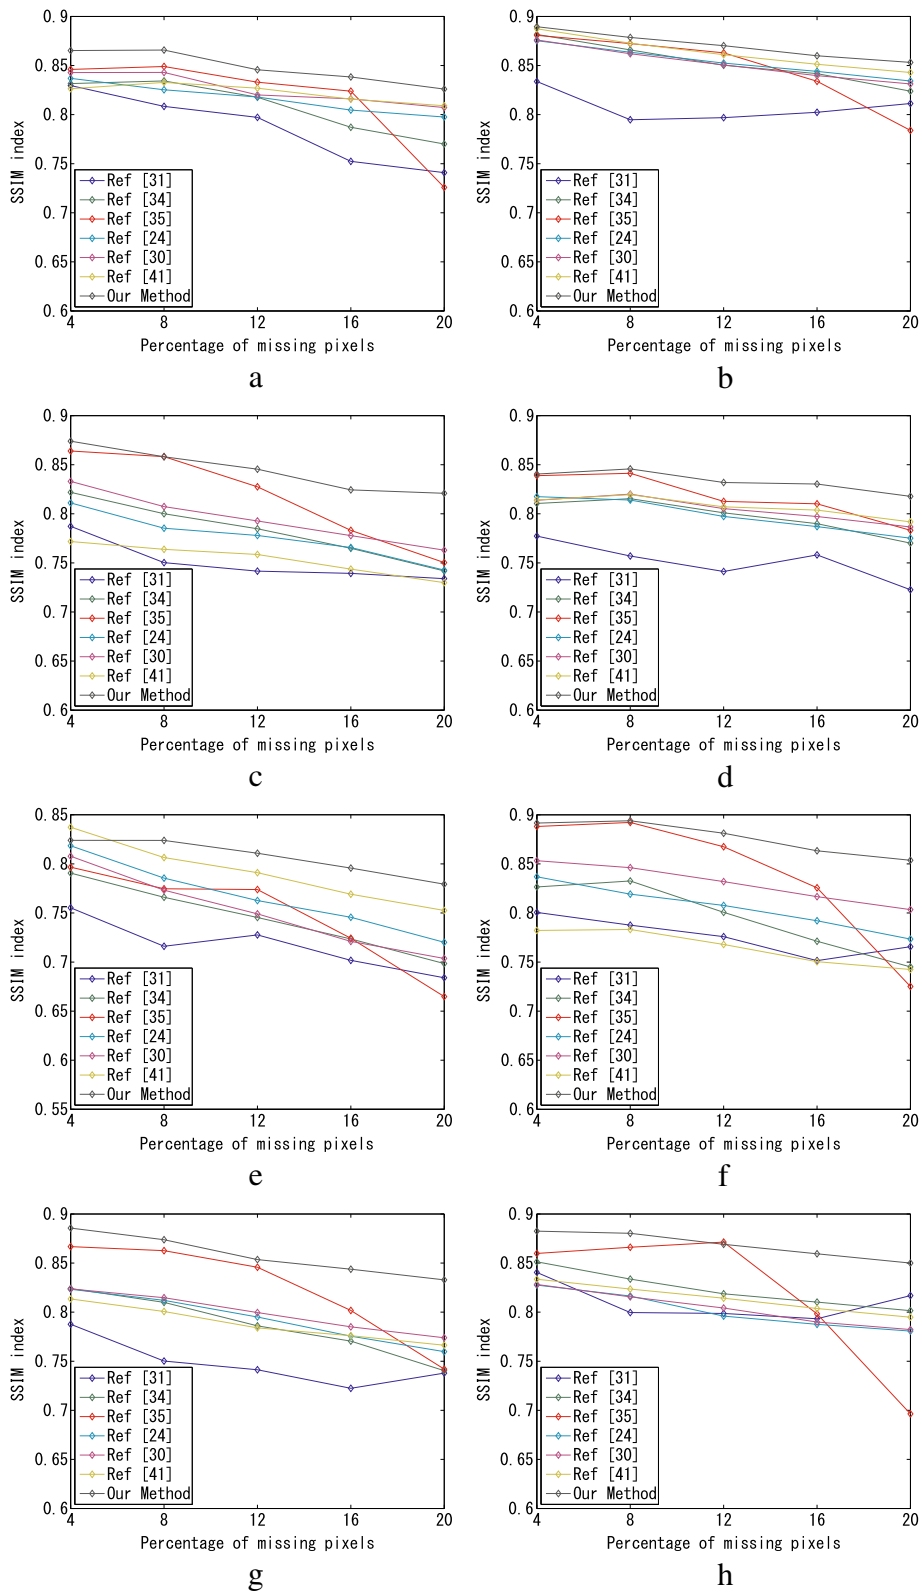 0.9
0.85
0.8
0.75
0.7
0.65
0.6
SSIM index
Ref [31]
Ref [34]
Ref [35]
Ref [24]
Ref [30]
Ref [41]
Our Method
4 8 12 16 20
Percentage of missing pixels
a
0.9
0.85
0.8
0.75
0.7
0.65
0.6
SSIM index
Ref [31]
Ref [34]
Ref [35]
Ref [24]
Ref [30]
Ref [41]
Our Method
4 8 12 16 20
Percentage of missing pixels
b
0.9
0.85
0.8
0.75
0.7
0.65
0.6
SSIM index
Ref [31]
Ref [34]
Ref [35]
Ref [24]
Ref [30]
Ref [41]
Our Method
4 8 12 16 20
Percentage of missing pixels
c
0.9
0.85
0.8
0.75
0.7
0.65
0.6
SSIM index
Ref [31]
Ref [34]
Ref [35]
Ref [24]
Ref [30]
Ref [41]
Our Method
4 8 12 16 20
Percentage of missing pixels
d
0.85
0.8
0.75
0.7
0.65
0.6
0.55
SSIM index
Ref [31]
Ref [34]
Ref [35]
Ref [24]
Ref [30]
Ref [41]
Our Method
4 8 12 16 20
Percentage of missing pixels
e
0.9
0.85
0.8
0.75
0.7
0.65
0.6
SSIM index
Ref [31]
Ref [34]
Ref [35]
Ref [24]
Ref [30]
Ref [41]
Our Method
4 8 12 16 20
Percentage of missing pixels
f
0.9
0.85
0.8
0.75
0.7
0.65
0.6
SSIM index
Ref [31]
Ref [34]
Ref [35]
Ref [24]
Ref [30]
Ref [41]
Our Method
4 8 12 16 20
Percentage of missing pixels
g
0.9
0.85
0.8
0.75
0.7
0.65
0.6
SSIM index
Ref [31]
Ref [34]
Ref [35]
Ref [24]
Ref [30]
Ref [41]
Our Method
4 8 12 16 20
Percentage of missing pixels
h